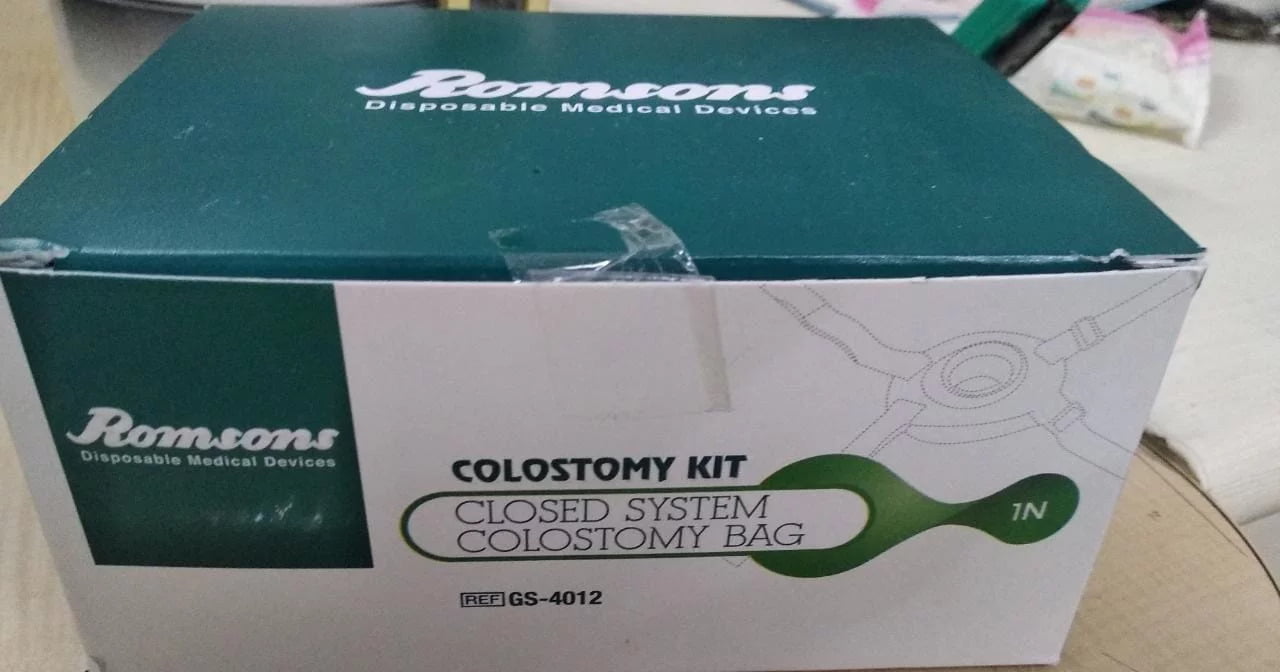 Romsons
Disposable Medical Devices
Romsons
Disposable Medical Devices
COLOSTOMY KIT
CLOSED SYSTEM
COLOSTOMY BAG
1N
REF GS-4012